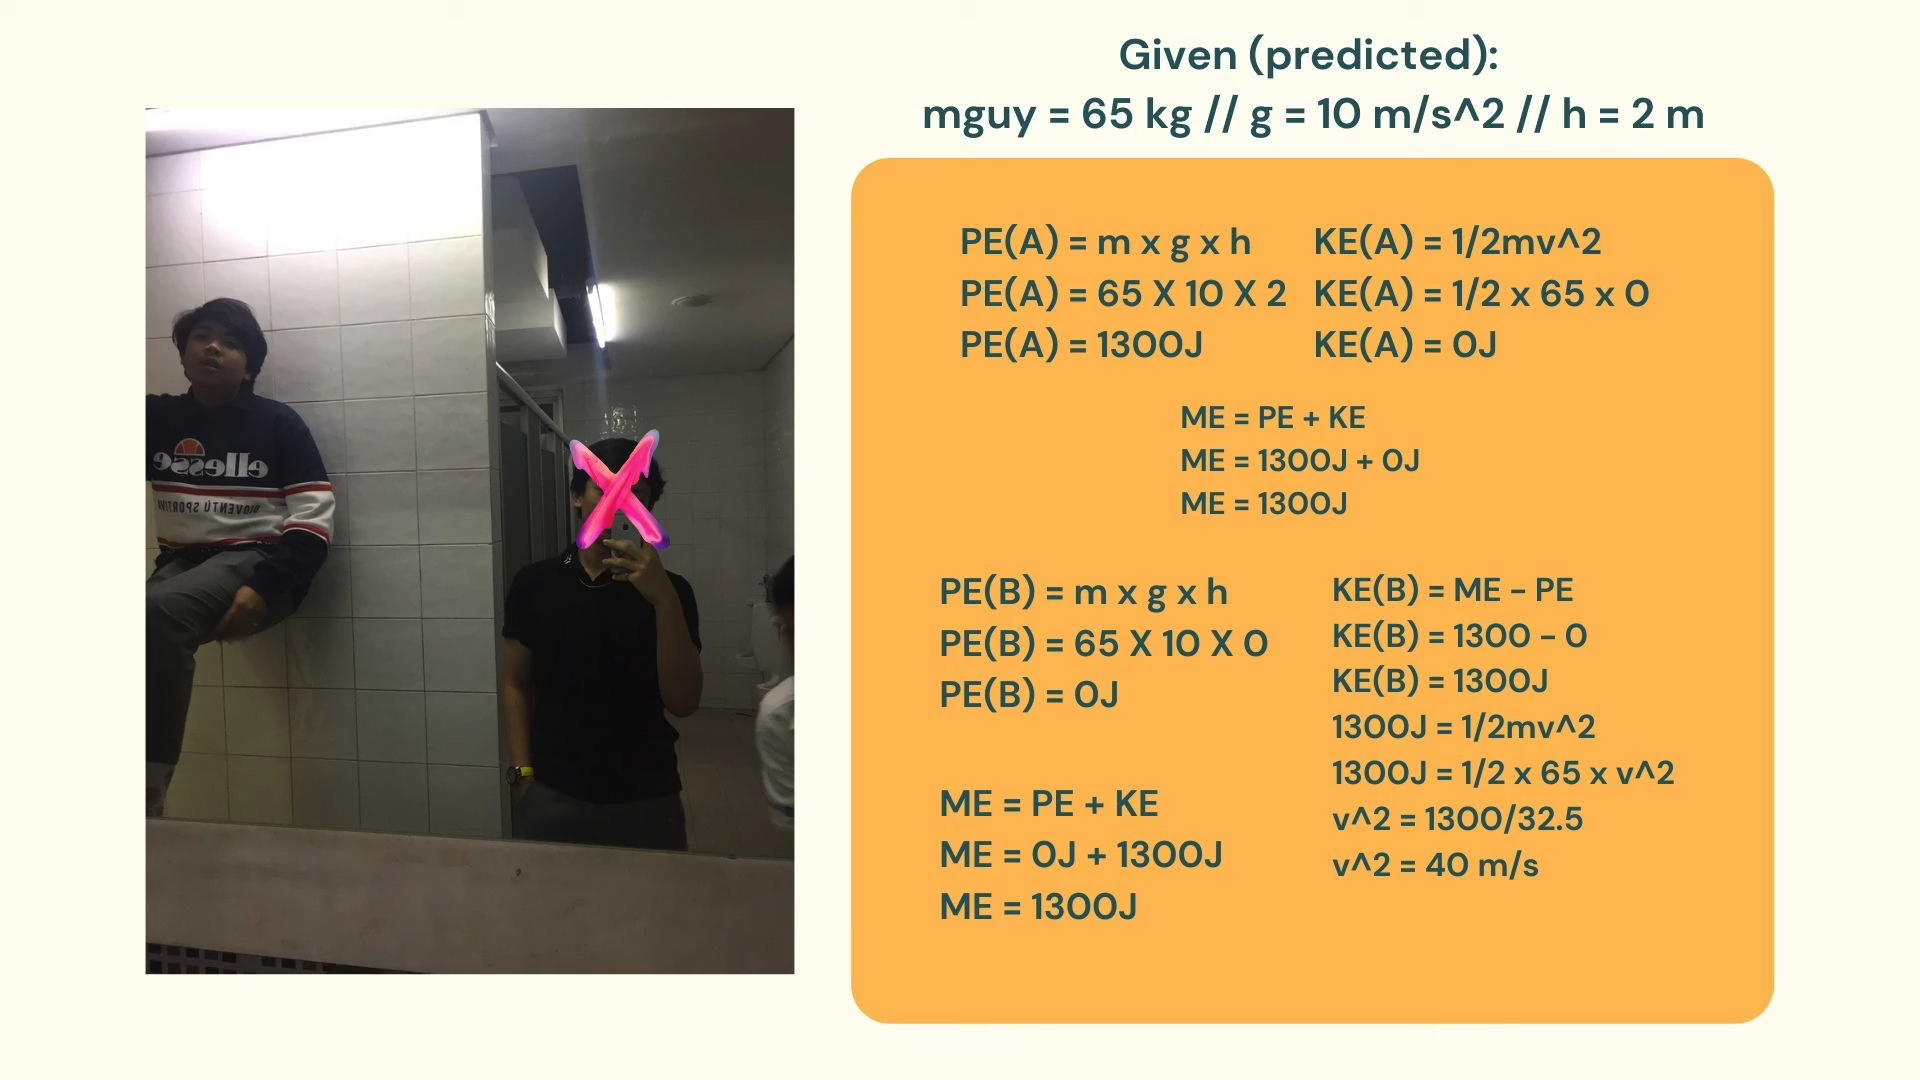 Given (predicted):
mguy = 65 kg // g = 10 m/s^2 // h = 2 m
PE(A) = m x g x h
PE(A) = 65 X 10 X 2
PE(A) = 1300J
KE(A) = 1/2mv^2
KE(A) = 1/2 x 65 x 0
KE(A) = 0J
ME = PE + KE
ME = 1300J + 0J
ME = 1300J
PE(B) = m x g x h
PE(B) = 65 X 10 X 0
PE(B) = 0J
KE(B) = ME - PE
KE(B) = 1300 - 0
KE(B) = 1300J
1300J = 1/2mv^2
1300J = 1/2 x 65 x v^2
v^2 = 1300/32.5
v^2 = 40 m/s
ME = PE + KE
ME = 0J + 1300J
ME = 1300J
ellesse
GIOVENTÚ SPORTIVA